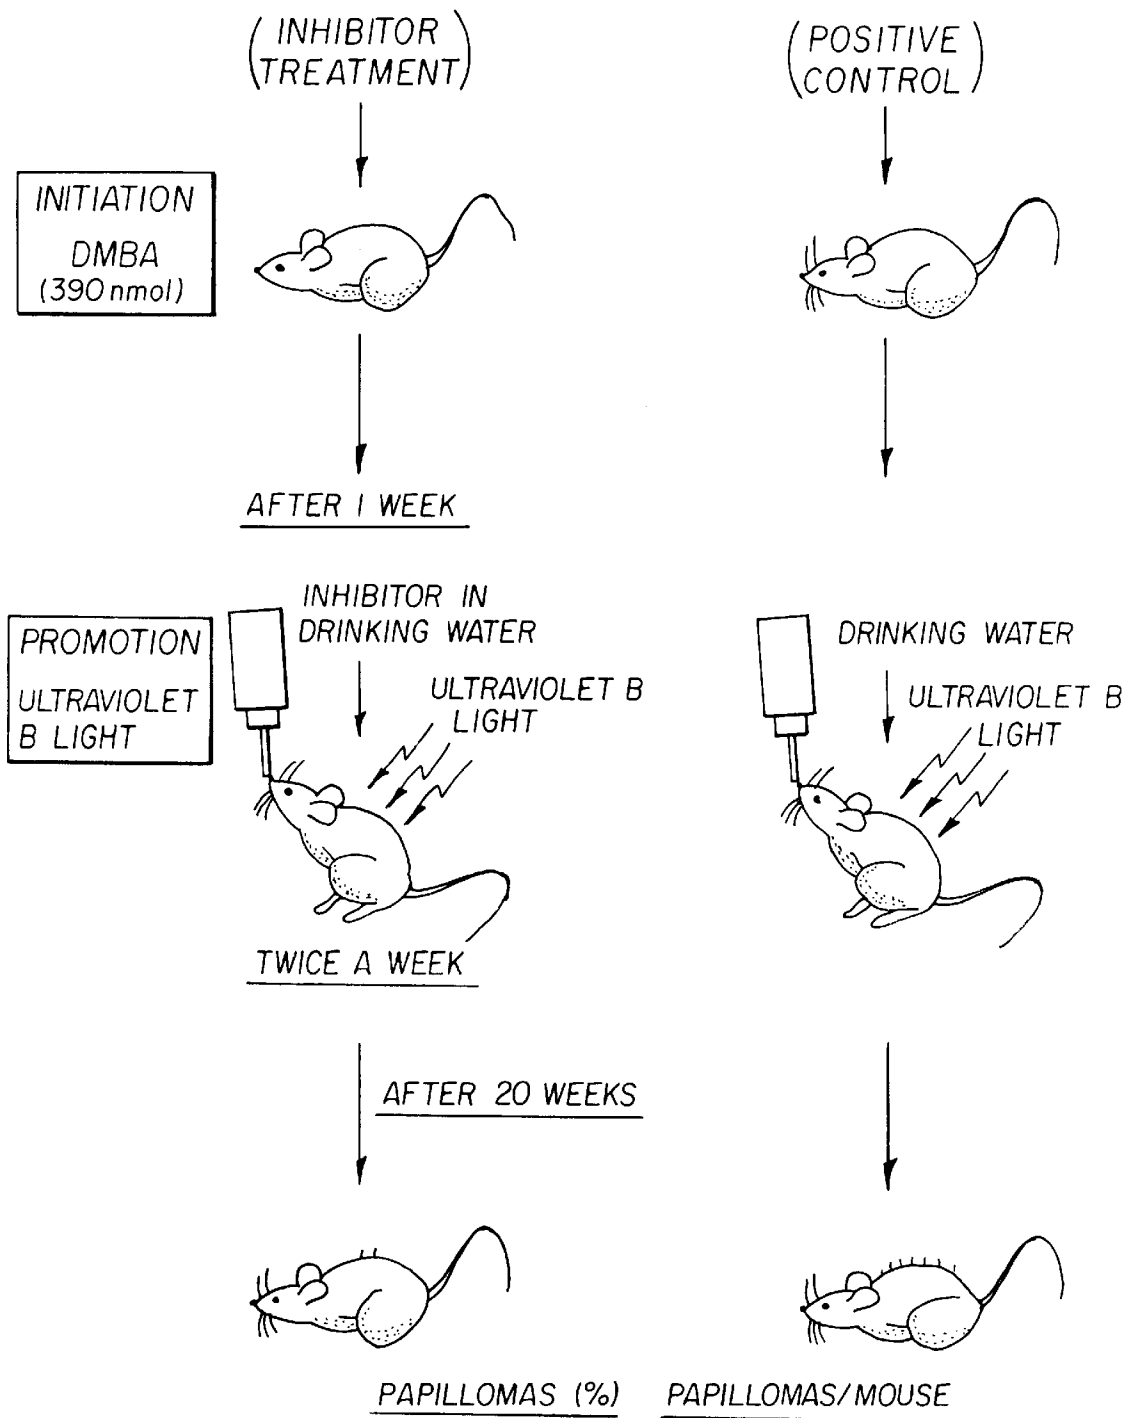 (INHIBITOR
TREATMENT)
(POSITIVE
CONTROL)
INITIATION
DMBA
(390 nmol)
AFTER 1 WEEK
PROMOTION
ULTRAVIOLET
B LIGHT
INHIBITOR IN
DRINKING WATER
ULTRAVIOLET B
LIGHT
DRINKING WATER
ULTRAVIOLET B
LIGHT
TWICE A WEEK
AFTER 20 WEEKS
PAPILLOMAS (%)
PAPILLOMAS/MOUSE